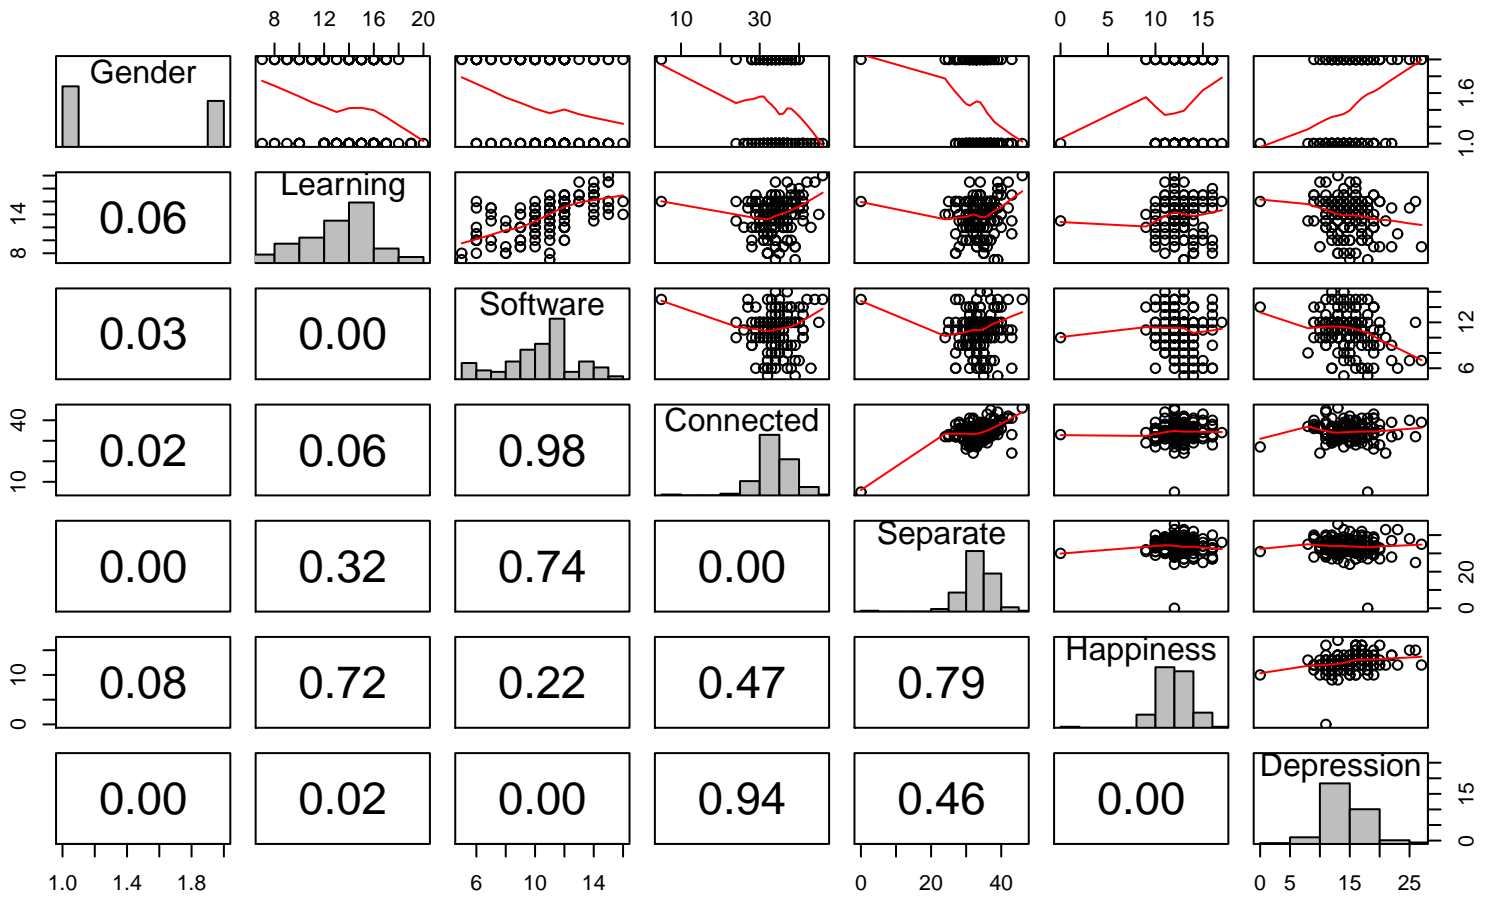 8 12 16 20 10 30 0 5 10 15
Gender 1.0 1.6
8 14 0.06 Learning
0.03 0.00 Software 6 12
10 40 0.02 0.06 0.98 Connected
0.00 0.32 0.74 0.00 Separate 0 20
0 10 0.08 0.72 0.22 0.47 0.79 Happiness
0.00 0.02 0.00 0.94 0.46 0.00 Depression 0 15
1.0 1.4 1.8 6 10 14 0 20 40 0 5 15 25